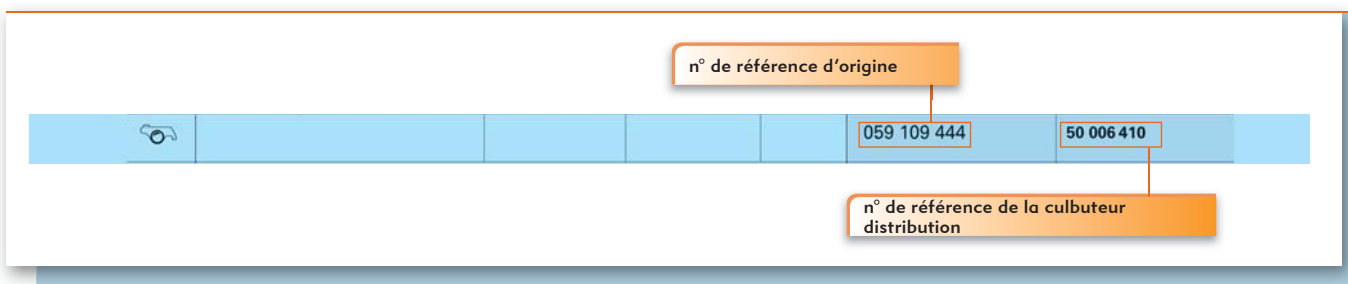 n° de référence d'origine
059 109 444 50 006 410
n° de référence de la culbuteur
distribution